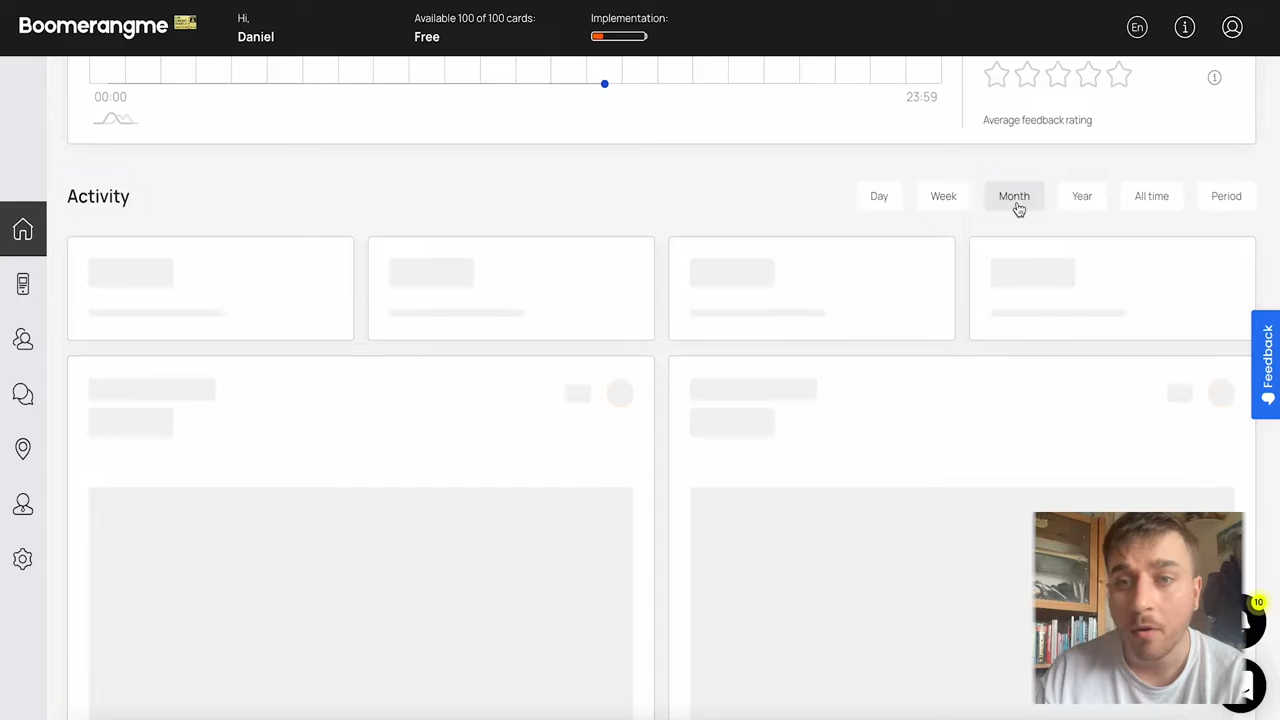 Boomerangme
Hi,
Daniel
Available 100 of 100 cards:
Free
Implementation:
En
00:00
23:59
Average feedback rating
Activity
Day
Week
Month
Year
All time
Period
Feedback
10